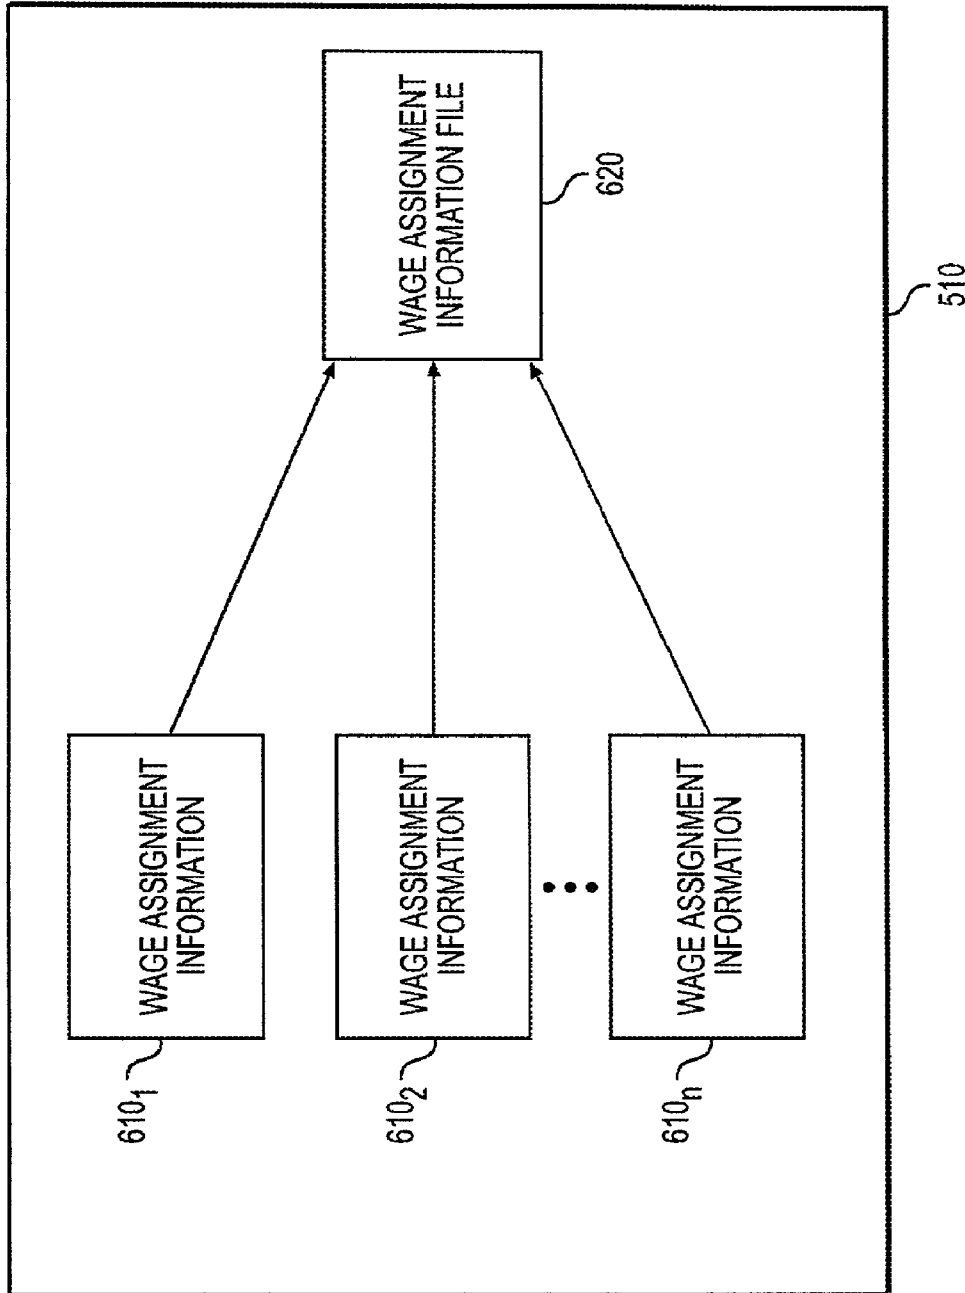 WAGE ASSIGNMENT
INFORMATION
610₁
WAGE ASSIGNMENT
INFORMATION
610₂
WAGE ASSIGNMENT
INFORMATION
610ₙ
WAGE ASSIGNMENT
INFORMATION FILE
620
510